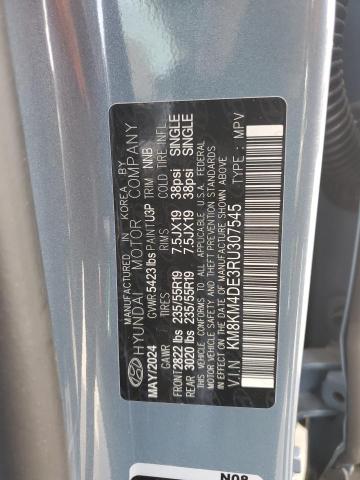 MANUFACTURED IN KOREA BY
HYUNDAI MOTOR COMPANY
MAY/2024 GVWR 5423lbs PAINT U3P TRIM NNB
GAWR TIRES RIMS COLD TIRE INFL.
FRONT 2822 lbs 235/55R19 7.5JX19 38psi SINGLE
REAR 3020 lbs 235/55R19 7.5JX19 38psi SINGLE
THIS VEHICLE CONFORMS TO ALL APPLICABLE U.S.A. FEDERAL
MOTOR VEHICLE SAFETY AND THEFT PREVENTION STANDARDS
IN EFFECT ON THE DATE OF MANUFACTURE SHOWN ABOVE.
V.I.N : KM8KM4DE3RU307545 TYPE : MPV
N08